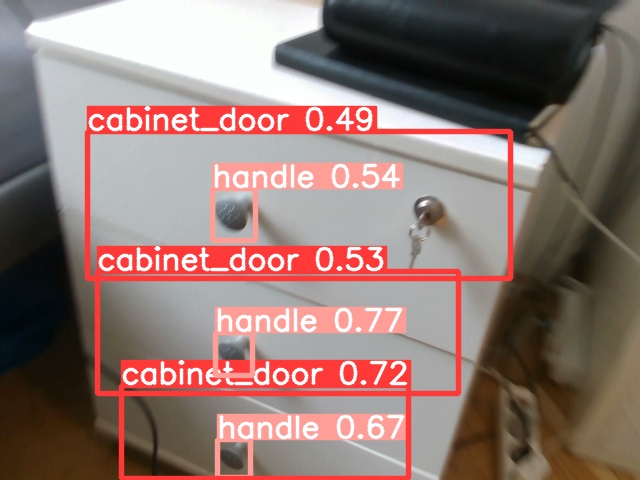 cabinet_door 0.49
handle 0.54
cabinet_door 0.53
handle 0.77
cabinet_door 0.72
handle 0.67